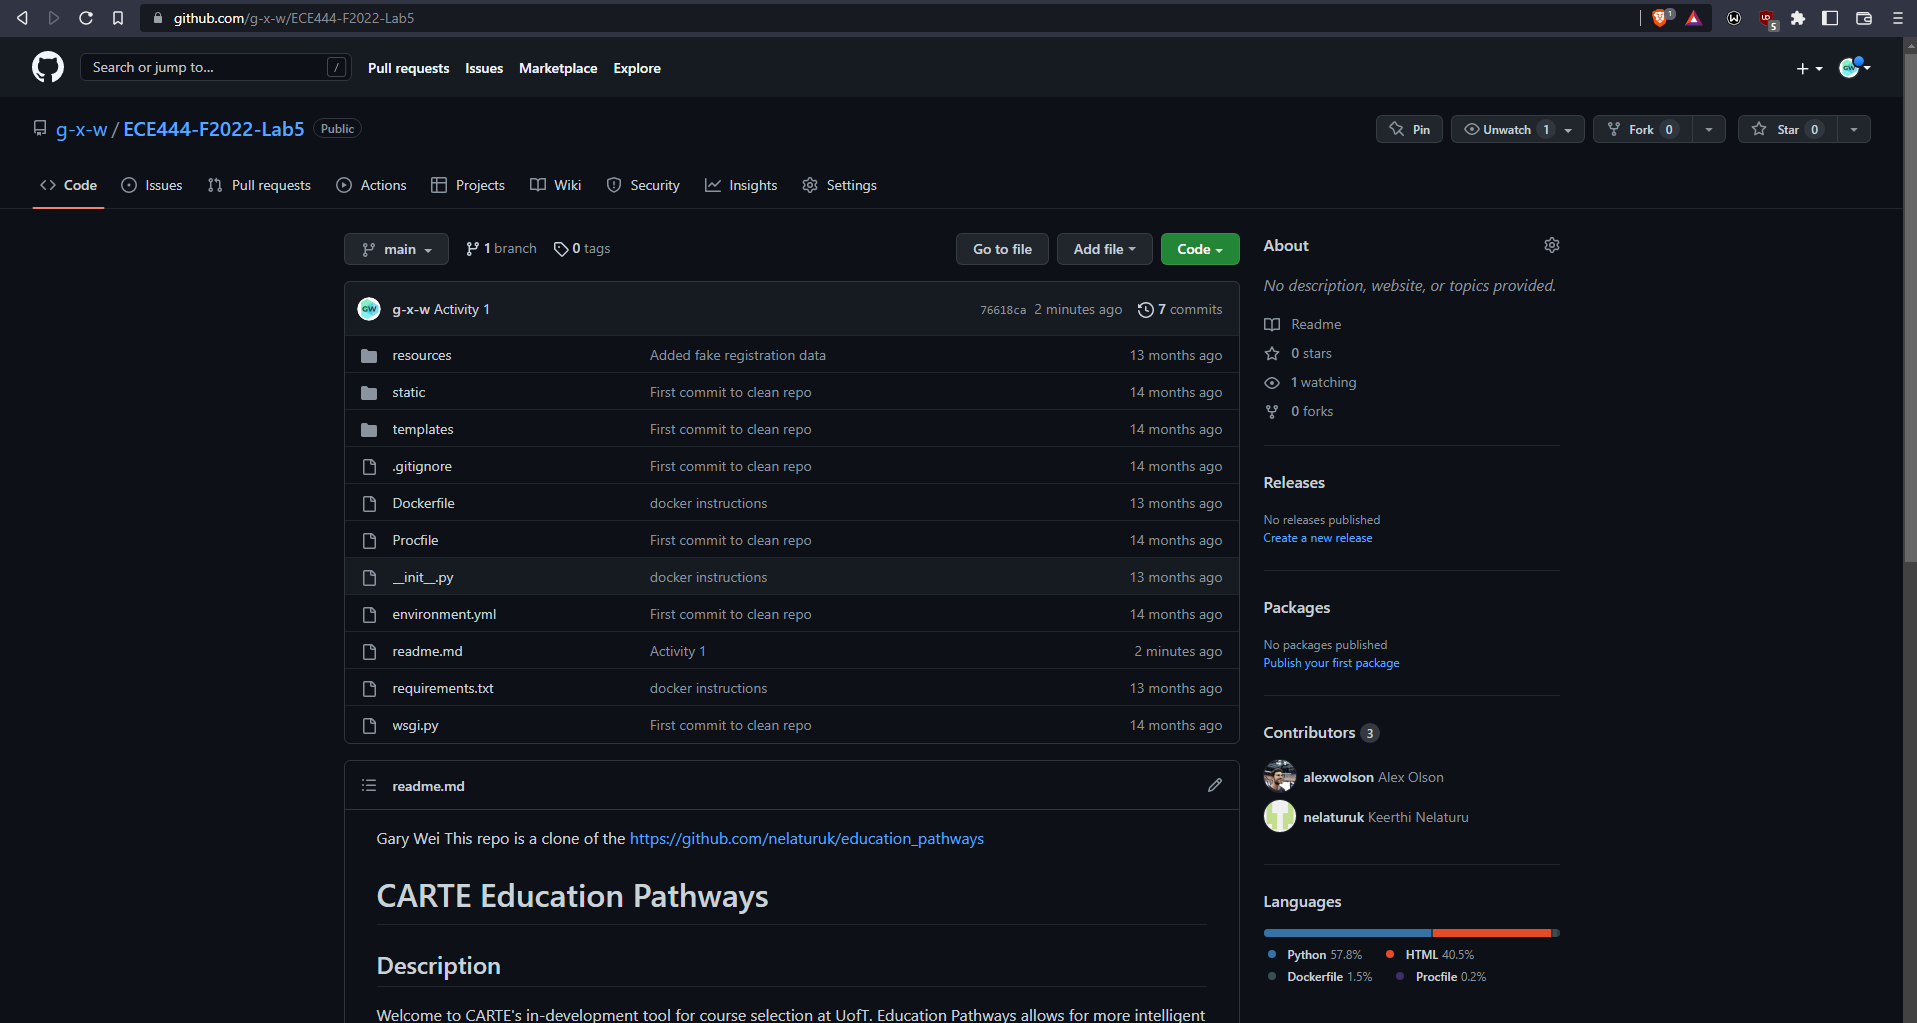 github.com/g-x-w/ECE444-F2022-Lab5
1
5
Search or jump to...
/
Pull requests
Issues
Marketplace
Explore
g-x-w / ECE444-F2022-Lab5
Public
Pin
Unwatch 1
Fork 0
Star 0
Code
Issues
Pull requests
Actions
Projects
Wiki
Security
Insights
Settings
main
1 branch
0 tags
Go to file
Add file
Code
g-x-w Activity 1 76618ca 2 minutes ago 7 commits
resources Added fake registration data 13 months ago
static First commit to clean repo 14 months ago
templates First commit to clean repo 14 months ago
.gitignore First commit to clean repo 14 months ago
Dockerfile docker instructions 13 months ago
Procfile First commit to clean repo 14 months ago
__init__.py docker instructions 13 months ago
environment.yml First commit to clean repo 14 months ago
readme.md Activity 1 2 minutes ago
requirements.txt docker instructions 13 months ago
wsgi.py First commit to clean repo 14 months ago
readme.md
Gary Wei This repo is a clone of the https://github.com/nelaturuk/education_pathways
CARTE Education Pathways
Description
Welcome to CARTE's in-development tool for course selection at UofT. Education Pathways allows for more intelligent
About
No description, website, or topics provided.
Readme
0 stars
1 watching
0 forks
Releases
No releases published
Create a new release
Packages
No packages published
Publish your first package
Contributors 3
alexwolson Alex Olson
nelaturuk Keerthi Nelaturu
Languages
Python 57.8%
HTML 40.5%
Dockerfile 1.5%
Procfile 0.2%